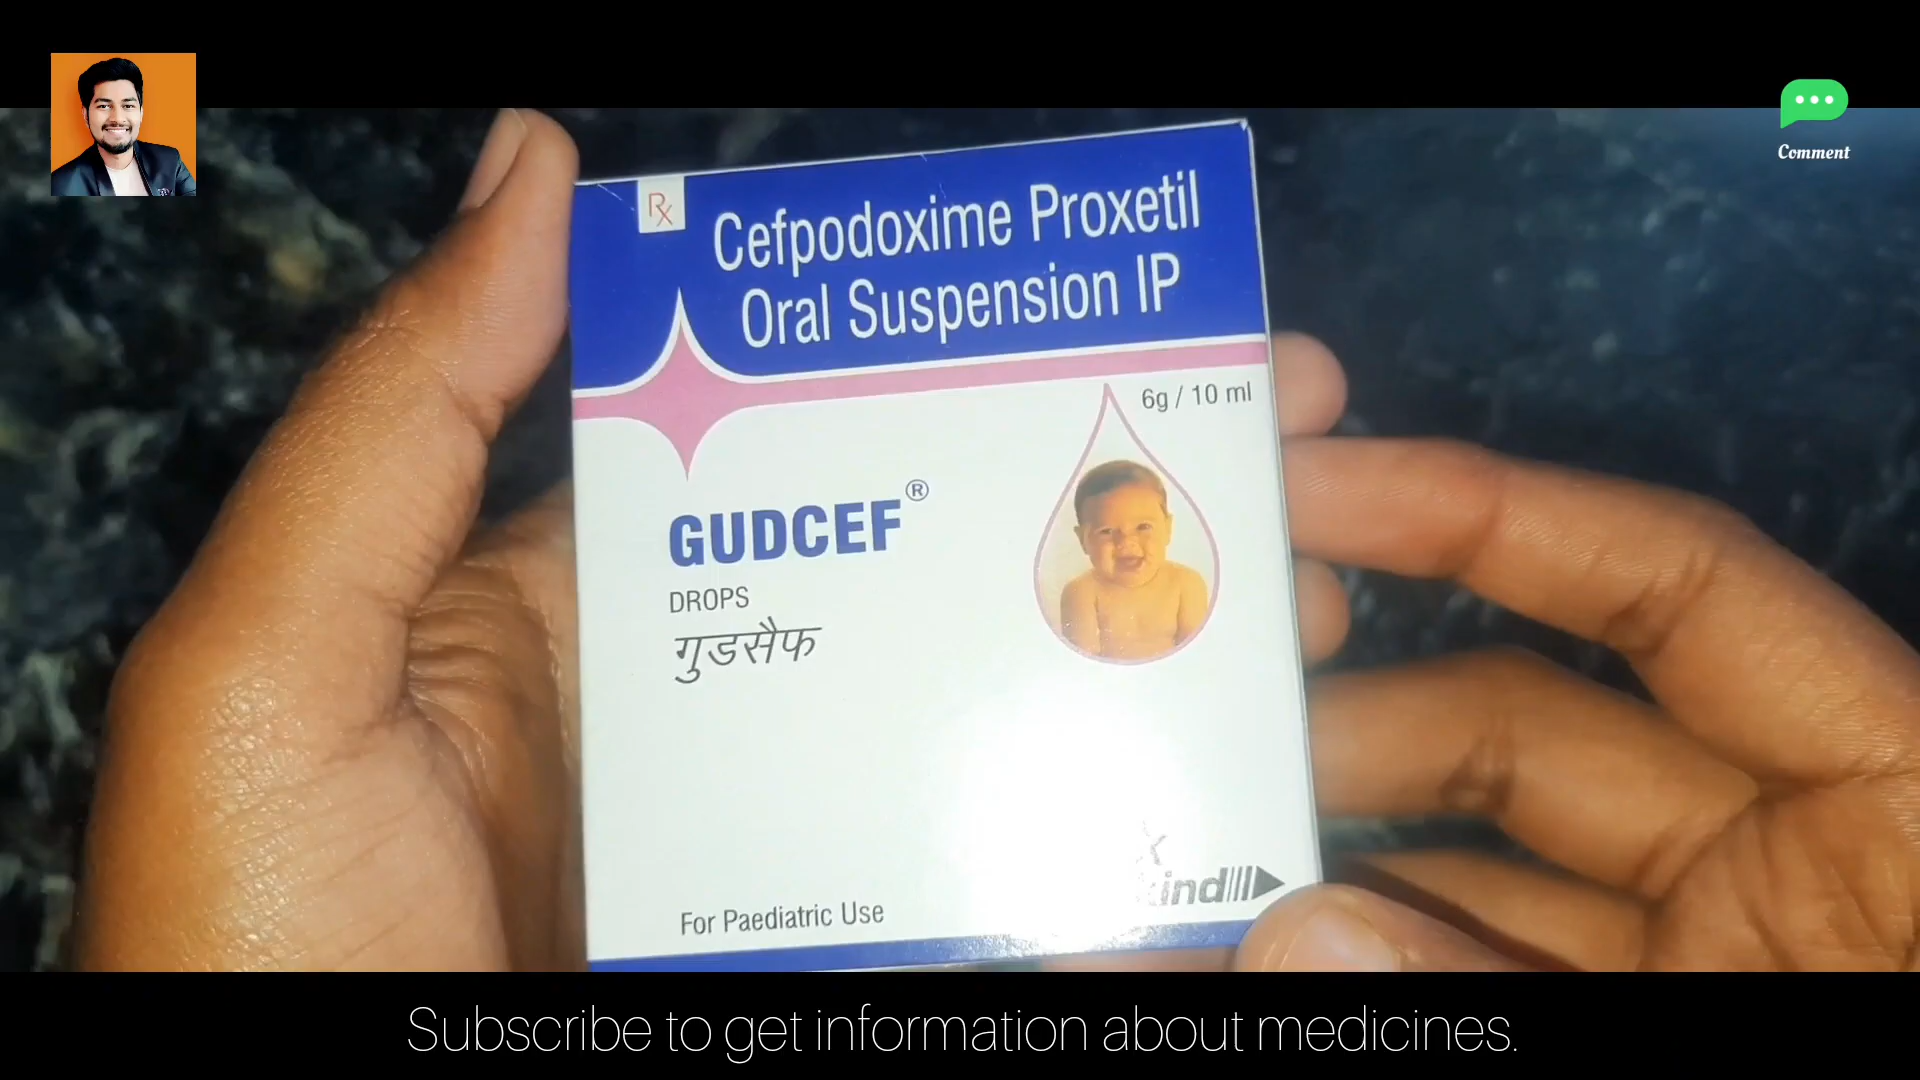 Comment
Rx
Cefpodoxime Proxetil
Oral Suspension IP
6g / 10 ml
GUDCEF®
DROPS
गुडसैफ
For Paediatric Use
Subscribe to get information about medicines.